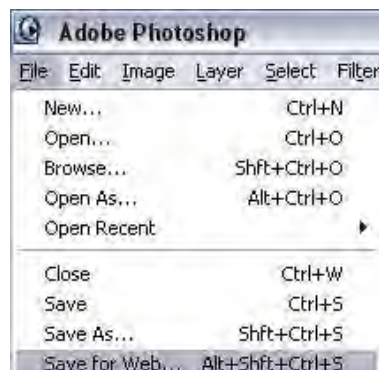 Adobe Photoshop
File Edit Image Layer Select Filter
New... Ctrl+N
Open... Ctrl+O
Browse... Shft+Ctrl+O
Open As... Alt+Ctrl+O
Open Recent
Close Ctrl+W
Save Ctrl+S
Save As... Shft+Ctrl+S
Save for Web... Alt+Shft+Ctrl+S